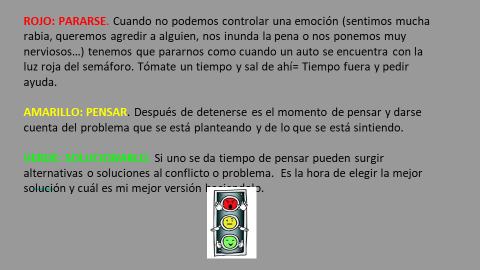 ROJO: PARARSE. Cuando no podemos controlar una emoción (sentimos mucha
rabia, queremos agredir a alguien, nos inunda la pena o nos ponemos muy
nerviosos...) tenemos que pararnos como cuando un auto se encuentra con la
luz roja del semáforo. Tómate un tiempo y sal de ahí= Tiempo fuera y pedir
ayuda.
AMARILLO: PENSAR. Después de detenerse es el momento de pensar y darse
cuenta del problema que se está planteando y de lo que se está sintiendo.
VERDE: SOLUCIONARLO. Si uno se da tiempo de pensar pueden surgir
alternativas o soluciones al conflicto o problema. Es la hora de elegir la mejor
solución y cuál es mi mejor versión haciendolo.